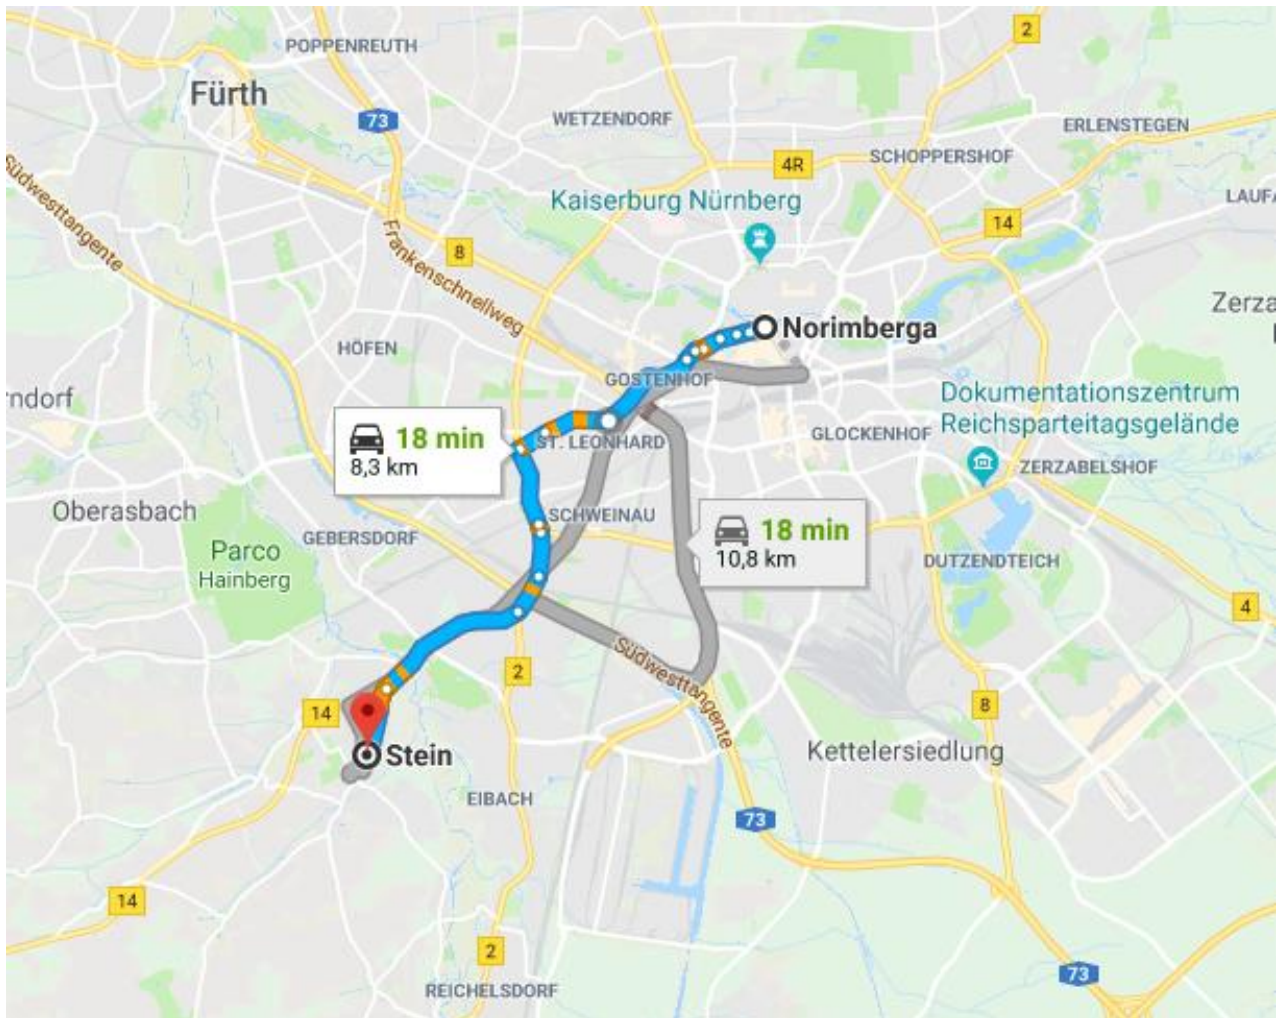 2
POPPENREUTH
Fürth
73
WETZENDORF
ERLENSTEGEN
4R
SCHOPPERSHOF
Südwesttangente
Kaiserburg Nürnberg
LAUFA
14
8
Frankenschnellweg
Zerza
Norimberga
HÖFEN
GOSTENHOF
rndorf
Dokumentationszentrum
Reichsparteitagsgelände
18 min
8,3 km
ST. LEONHARD
GLOCKENHOF
ZERZABELSHOF
Oberasbach
SCHWEINAU
18 min
10,8 km
GEBERSDORF
Parco
Hainberg
DUTZENDTEICH
4
Südwesttangente
2
14
8
Stein
Kettelersiedlung
EIBACH
73
14
2
73
REICHELSDORF